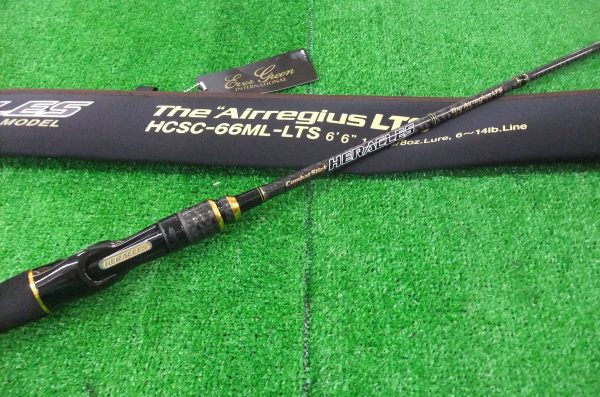 Ever Green
INTERNATIONAL
LES
MODEL
The "Airregius LTS
HCSC-66ML-LTS 6'6" 8oz.Lure, 6～14lb.Line
Combat Stick HERACLES The "Airregius LTS
HERACLES